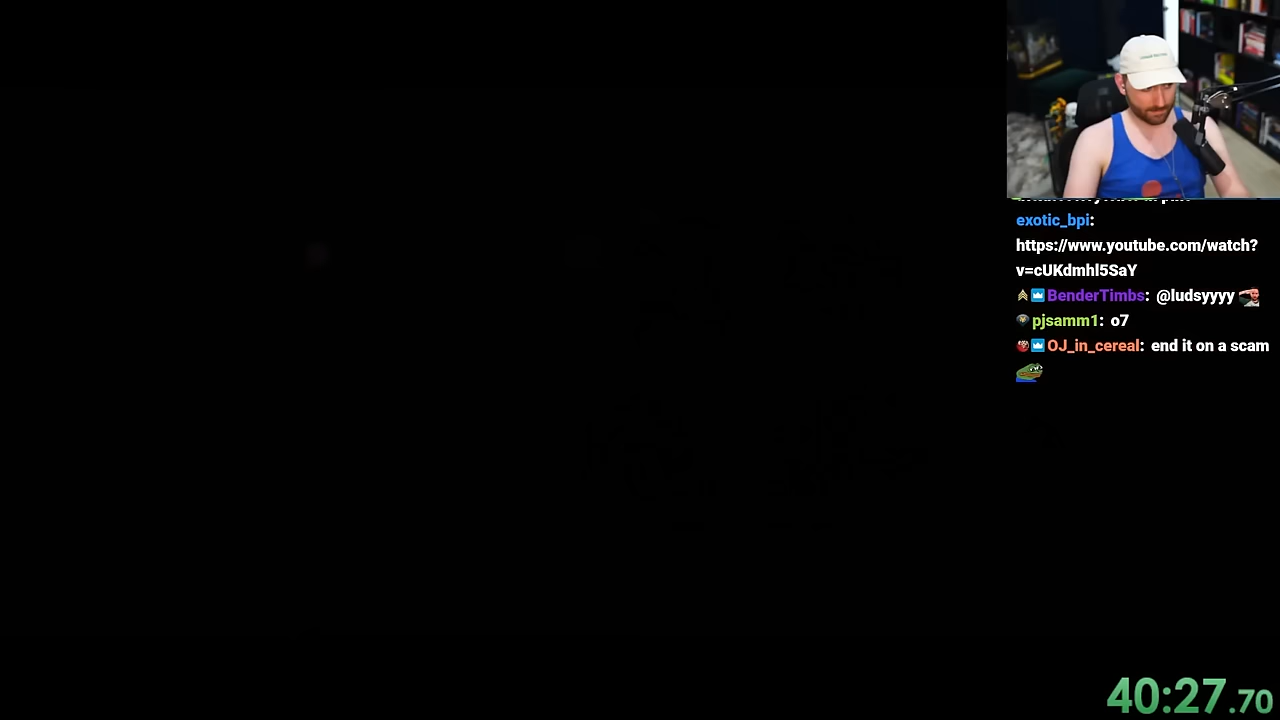 exotic_bpi:
https://www.youtube.com/watch?
v=cUKdmhl5SaY
BenderTimbs: @ludsyyyy
pjsamm1: o7
OJ_in_cereal: end it on a scam
40:27.70